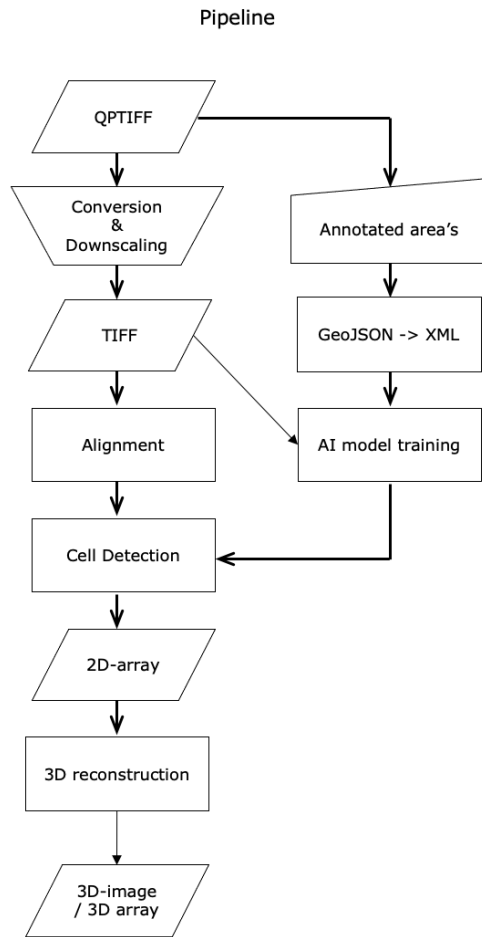 Pipeline
QPTIFF
Conversion
&
Downscaling
Annotated area's
TIFF
GeoJSON -> XML
Alignment
AI model training
Cell Detection
2D-array
3D reconstruction
3D-image
/ 3D array